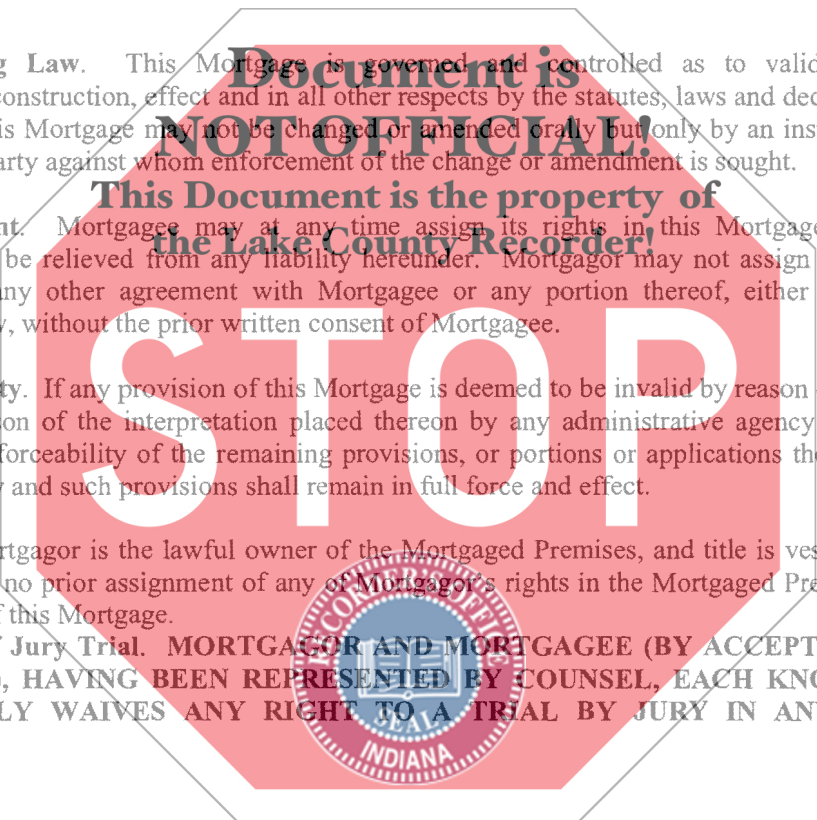 Document is
NOT OFFICIAL!
This Document is the property of
the Lake County Recorder!
STOP
g Law. This Mortgage is governed and controlled as to valid
construction, effect and in all other respects by the statutes, laws and dec
is Mortgage may not be changed or amended orally but only by an ins
arty against whom enforcement of the change or amendment is sought.
nt. Mortgagee may at any time assign its rights in this Mortgage
be relieved from any liability hereunder. Mortgagor may not assign
any other agreement with Mortgagee or any portion thereof, either
y, without the prior written consent of Mortgagee.
ty. If any provision of this Mortgage is deemed to be invalid by reason
on of the interpretation placed thereon by any administrative agency
forceability of the remaining provisions, or portions or applications the
y and such provisions shall remain in full force and effect.
rtgagor is the lawful owner of the Mortgaged Premises, and title is ves
no prior assignment of any of Mortgagor's rights in the Mortgaged Pre
f this Mortgage.
f Jury Trial. MORTGAGOR AND MORTGAGEE (BY ACCEPT
), HAVING BEEN REPRESENTED BY COUNSEL, EACH KNO
LY WAIVES ANY RIGHT TO A TRIAL BY JURY IN AN
RECORDER'S OFFICE
SEAL
INDIANA